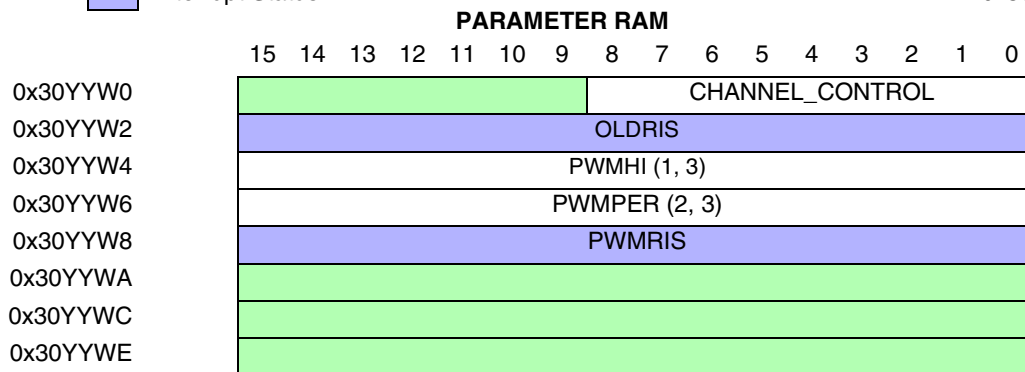 PARAMETER RAM
15 14 13 12 11 10 9 8 7 6 5 4 3 2 1 0
0x30YYW0 CHANNEL_CONTROL
0x30YYW2 OLDRIS
0x30YYW4 PWMHI (1, 3)
0x30YYW6 PWMPER (2, 3)
0x30YYW8 PWMRIS
0x30YYWA
0x30YYWC
0x30YYWE